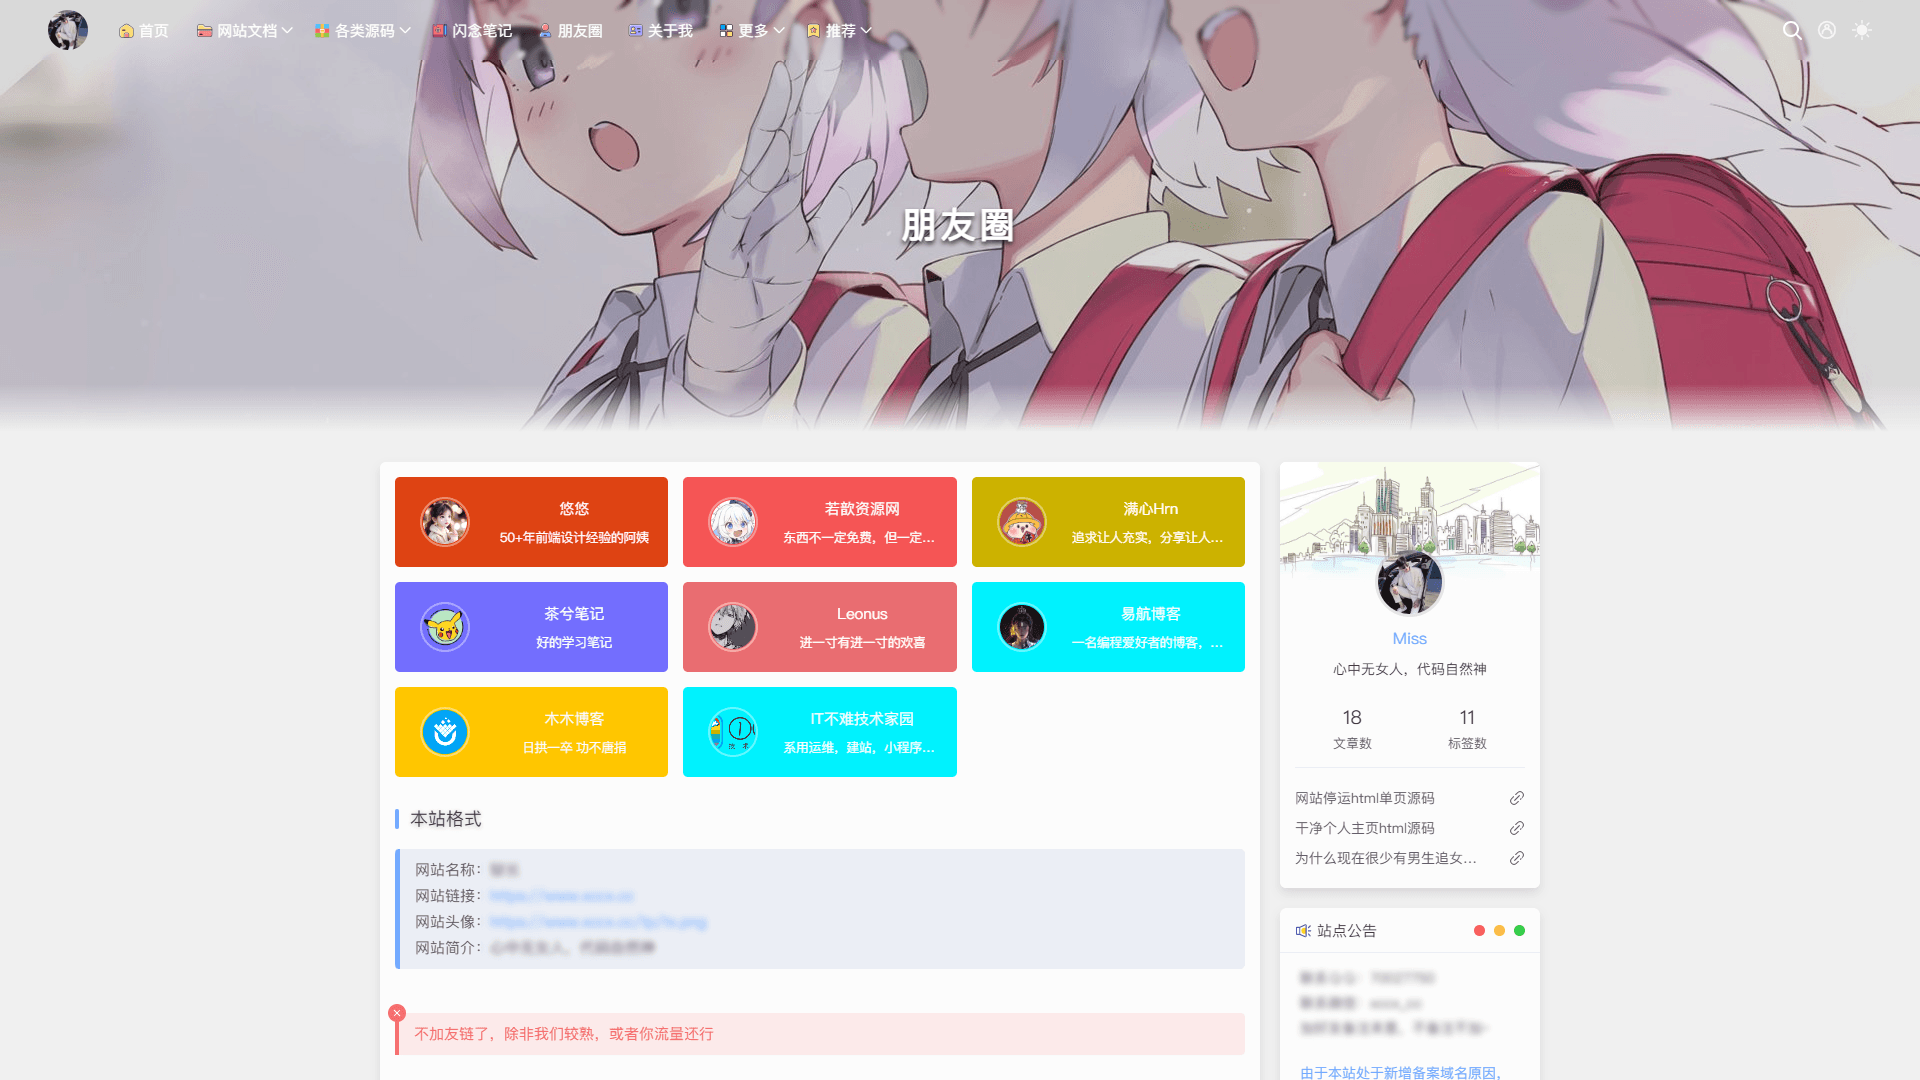 首页 网站文档 各类源码 闪念笔记 朋友圈 关于我 更多 推荐
朋友圈
悠悠
50+年前端设计经验的阿姨
若歆资源网
东西不一定免费，但一定...
满心Hrn
追求让人充实，分享让人...
茶兮笔记
好的学习笔记
Leonus
进一寸有进一寸的欢喜
易航博客
一名编程爱好者的博客，...
木木博客
日拱一卒 功不唐捐
IT不难技术家园
系用运维，建站，小程序...
本站格式
网站名称：
网站链接：
网站头像：
网站简介：
不加友链了，除非我们较熟，或者你流量还行
Miss
心中无女人，代码自然神
18 11
文章数 标签数
网站停运html单页源码
干净个人主页html源码
为什么现在很少有男生追女...
站点公告
由于本站处于新增备案域名原因，